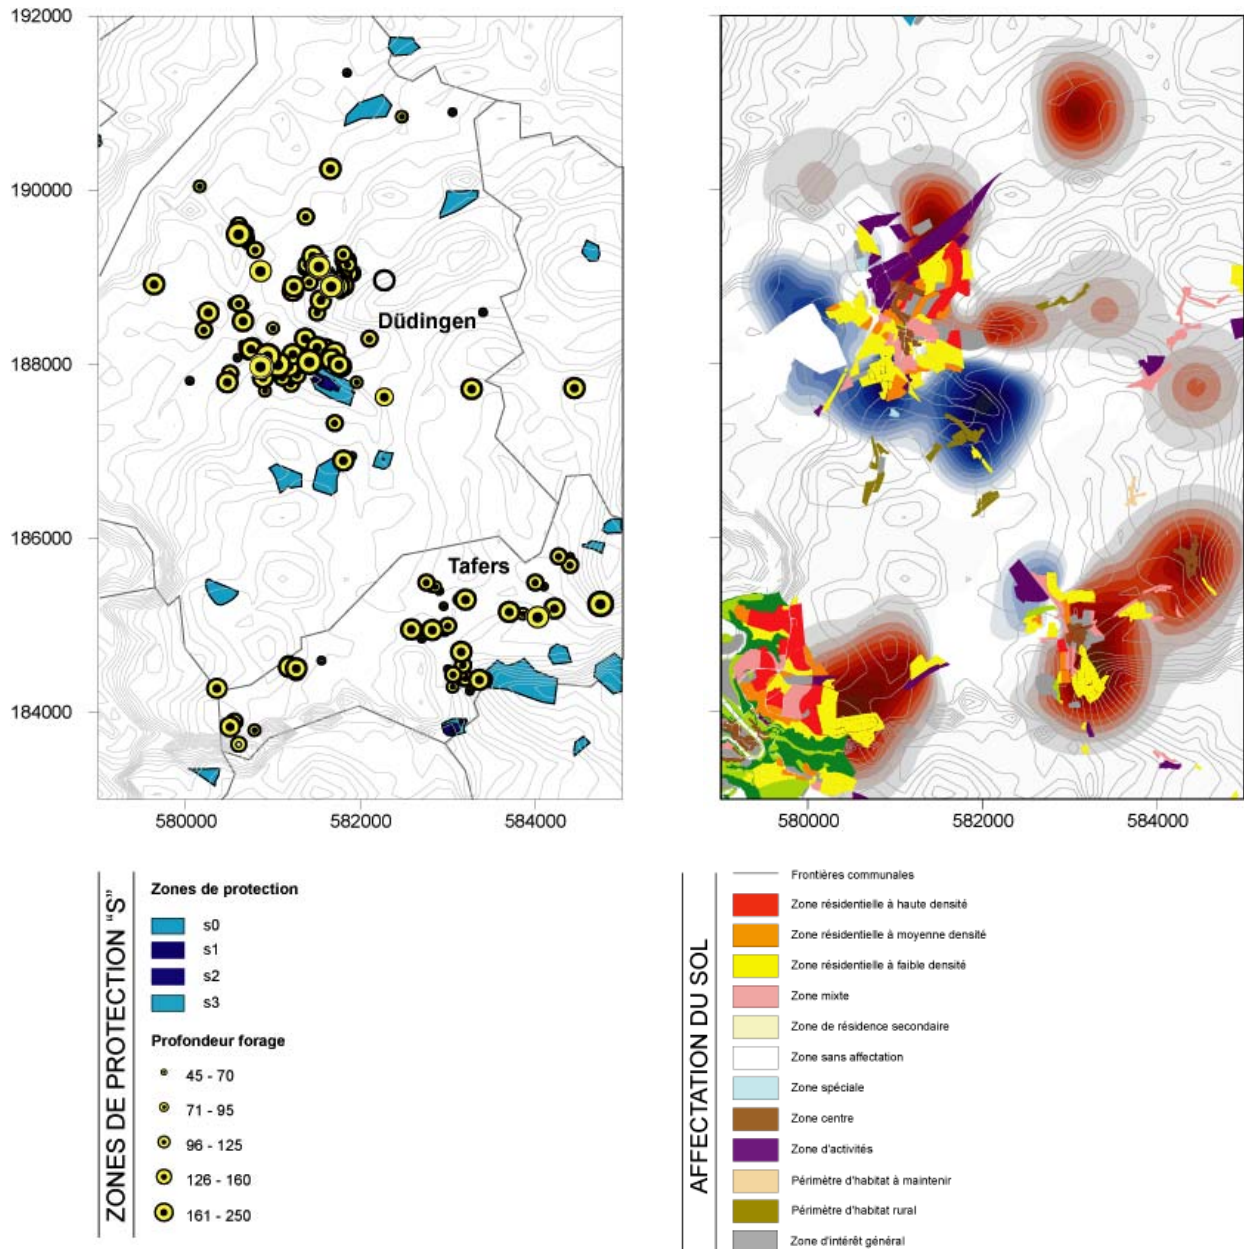 192000
190000
188000
186000
184000
Düdingen
Tafers
580000
582000
584000
580000
582000
584000
ZONES DE PROTECTION "S"
Zones de protection
s0
s1
s2
s3
Profondeur forage
45 - 70
71 - 95
96 - 125
126 - 160
161 - 250
AFFECTATION DU SOL
Frontières communales
Zone résidentielle à haute densité
Zone résidentielle à moyenne densité
Zone résidentielle à faible densité
Zone mixte
Zone de résidence secondaire
Zone sans affectation
Zone spéciale
Zone centre
Zone d'activités
Périmètre d'habitat à maintenir
Périmètre d'habitat rural
Zone d'intérêt général